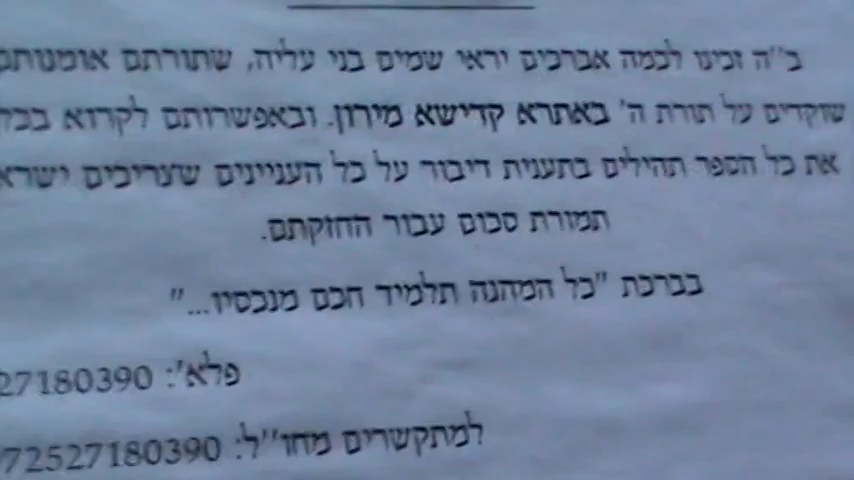 ב''ה זכינו לכמה אברכים יראי שמים בני עליה, שתורתם אומנותם
שוקדים על תורת ה' באתרא קדישא מירון. ובאפשרותם לקרוא בכל
את כל הספר תהילים בתענית דיבור על כל העניינים שצריכים ישרא
תמורת סכום עבור החזקתם.
בברכת "כל המהנה תלמיד חכם מנכסיו..."
פלא': 27180390
למתקשרים מחו''ל: 972527180390